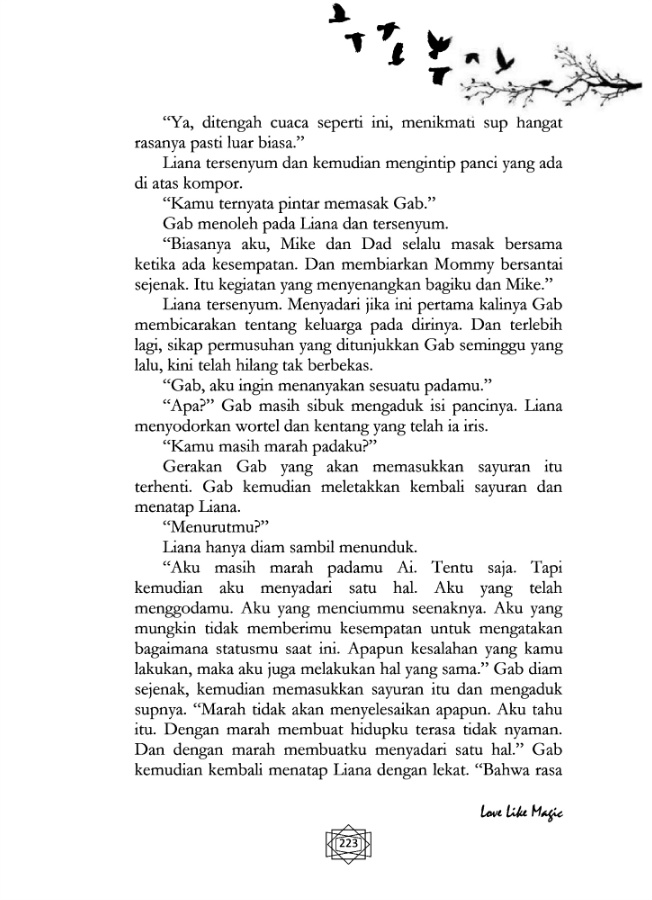 “Ya, ditengah cuaca seperti ini, menikmati sup hangat
rasanya pasti luar biasa.”
Liana tersenyum dan kemudian mengintip panci yang ada
di atas kompor.
“Kamu ternyata pintar memasak Gab.”
Gab menoleh pada Liana dan tersenyum.
“Biasanya aku, Mike dan Dad selalu masak bersama
ketika ada kesempatan. Dan membiarkan Mommy bersantai
sejenak. Itu kegiatan yang menyenangkan bagiku dan Mike.”
Liana tersenyum. Menyadari jika ini pertama kalinya Gab
membicarakan tentang keluarga pada dirinya. Dan terlebih
lagi, sikap permusuhan yang ditunjukkan Gab seminggu yang
lalu, kini telah hilang tak berbekas.
“Gab, aku ingin menanyakan sesuatu padamu.”
“Apa?” Gab masih sibuk mengaduk isi pancinya. Liana
menyodorkan wortel dan kentang yang telah ia iris.
“Kamu masih marah padaku?”
Gerakan Gab yang akan memasukkan sayuran itu
terhenti. Gab kemudian meletakkan kembali sayuran dan
menatap Liana.
“Menurutmu?”
Liana hanya diam sambil menunduk.
“Aku masih marah padamu Ai. Tentu saja. Tapi
kemudian aku menyadari satu hal. Aku yang telah
menggodamu. Aku yang menciummu seenaknya. Aku yang
mungkin tidak memberimu kesempatan untuk mengatakan
bagaimana statusmu saat ini. Apapun kesalahan yang kamu
lakukan, maka aku juga melakukan hal yang sama.” Gab diam
sejenak, kemudian memasukkan sayuran itu dan mengaduk
supnya. “Marah tidak akan menyelesaikan apapun. Aku tahu
itu. Dengan marah membuat hidupku terasa tidak nyaman.
Dan dengan marah membuatku menyadari satu hal.” Gab
kemudian kembali menatap Liana dengan lekat. “Bahwa rasa
Love Like Magic
223